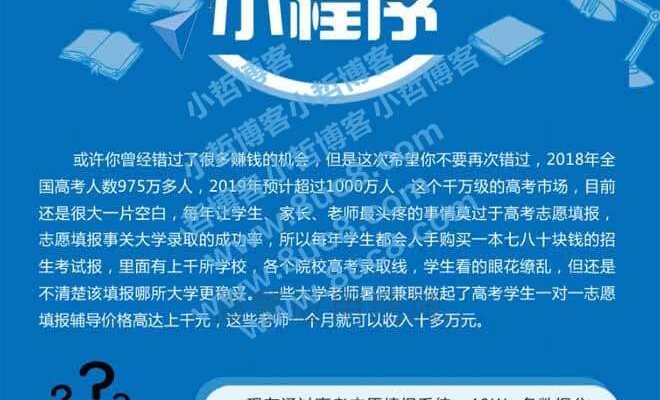 小程序
或许你曾经错过了很多赚钱的机会，但是这次希望你不要再次错过，2018年全
国高考人数975万多人，2019年预计超过1000万人，这个千万级的高考市场，目前
还是很大一片空白，每年让学生、家长、老师最头疼的事情莫过于高考志愿填报，
志愿填报事关大学录取的成功率，所以每年学生都会人手购买一本七八十块钱的招
生考试报，里面有上千所学校，各个院校高考录取线，学生看的眼花缭乱，但还是
不清楚该填报哪所大学更稳妥。一些大学老师暑假兼职做起了高考学生一对一志愿
填报辅导价格高达上千元，这些老师一个月就可以收入十多万元。
小哲博客 小哲博客 小哲博客
www.8uc8.com
???